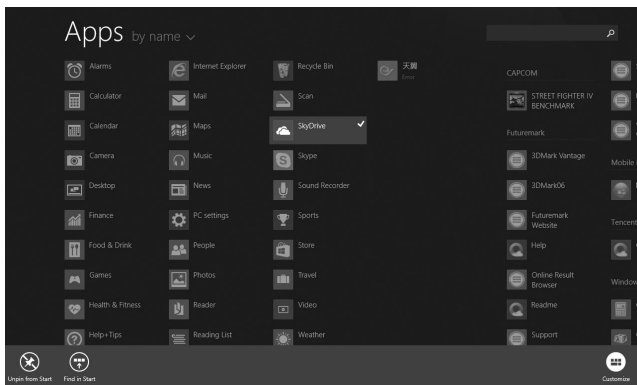 Apps by name
Alarms
Calculator
Calendar
Camera
Desktop
Finance
Food & Drink
Games
Health & Fitness
Help+Tips
Internet Explorer
Mail
Maps
Music
News
PC settings
People
Photos
Reader
Reading List
Recycle Bin
Scan
SkyDrive
Skype
Sound Recorder
Sports
Store
Travel
Video
Weather
天翼
CAPCOM
STREET FIGHTER IV
BENCHMARK
Futuremark
3DMark Vantage
3DMark06
Futuremark
Website
Help
Online Result
Browser
Readme
Support
Mobile
Tencent
Window
Unpin from Start
Find in Start
Customize